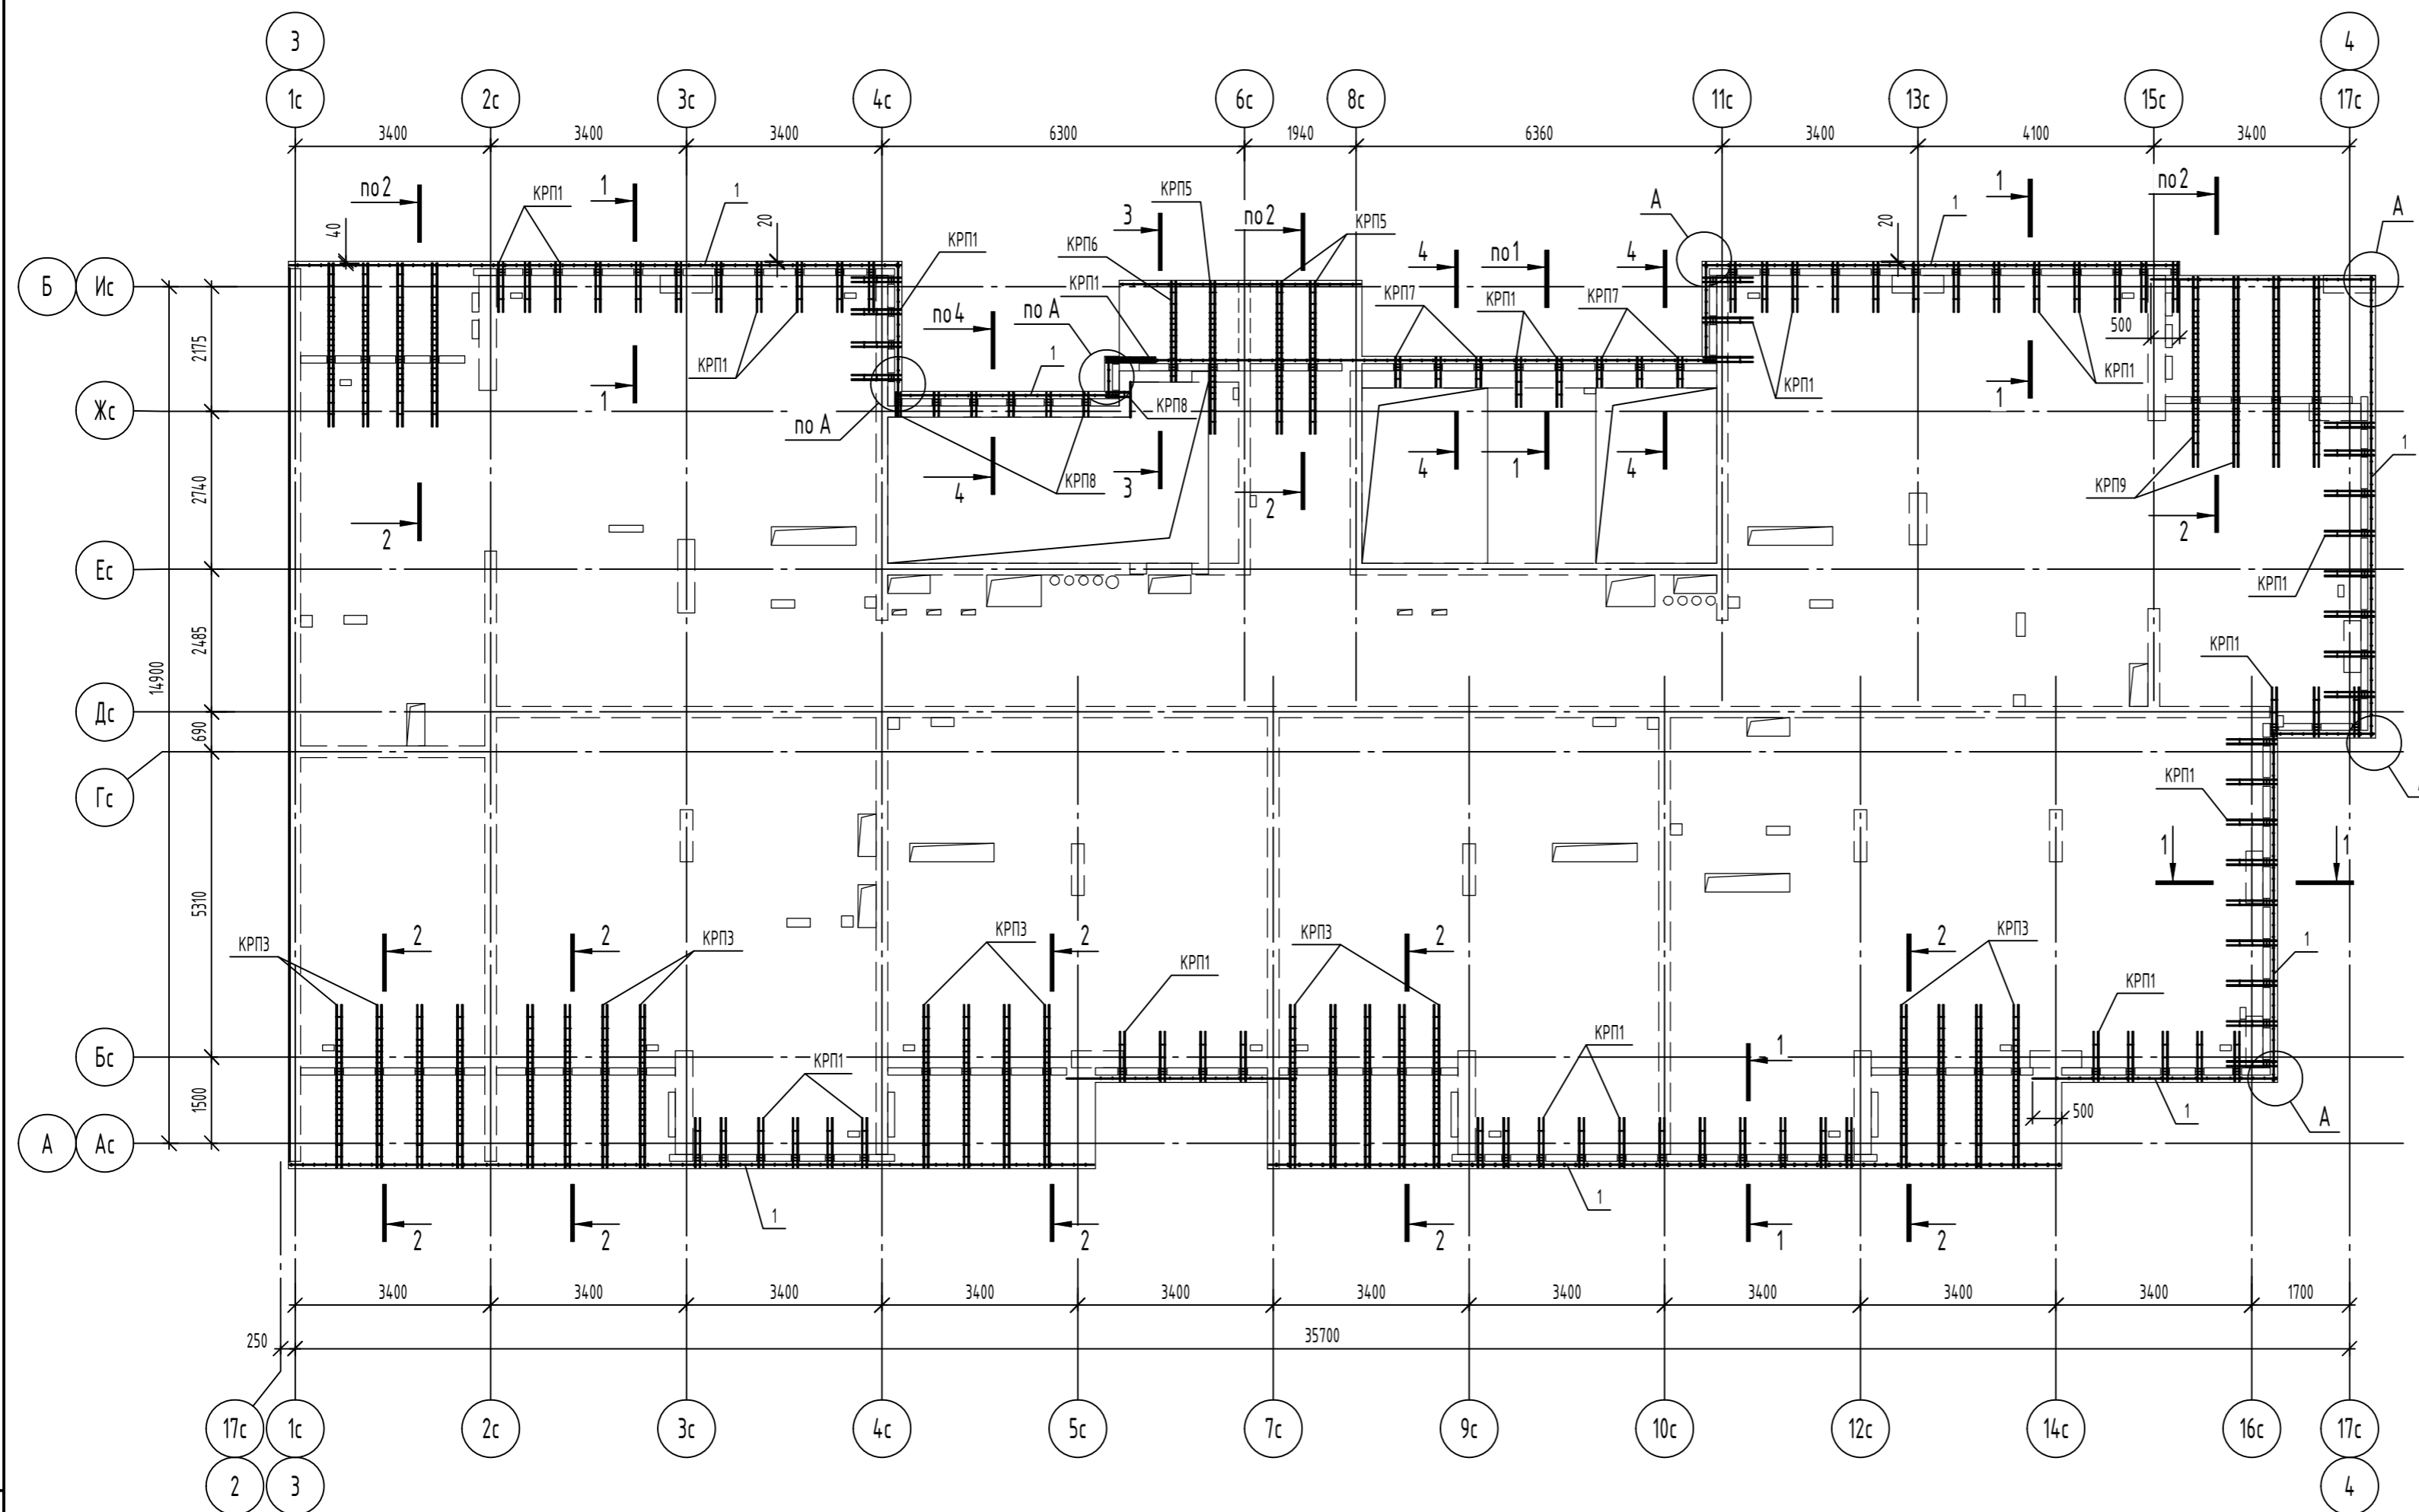 3 4
1с 2с 3с 4с 6с 8с 11с 13с 15с 17с
3400 3400 3400 6300 1940 6360 3400 4100 3400
по 2 КРП1 1 1 КРП5 1 1 по 2
40 20 КРП1 3 по 2 КРП5 А 20 А
КРП6 4 по 1 4
Б Ис КРП1 КРП7 КРП1 КРП7
по 4 по А 1 500
2175 КРП1 1 КРП1 КРП1
1 1
Жс КРП8
по А 1
КРП8 4 1 4
4 3 КРП9
2740 2 2 2
Ес КРП1
2485 КРП1
14900
Дс
690
Гс КРП1
1 1
5310
КРП3 2 2 КРП3 КРП3 2 КРП3 2 2 КРП3 1
КРП1 КРП1
Бс КРП1 КРП1 1
1500 500 1 А
А Ас
1 1
2 2 2 2 1 2
3400 3400 3400 3400 3400 3400 3400 3400 3400 3400 1700
250 35700
17с 1с 2с 3с 4с 5с 7с 9с 10с 12с 14с 16с 17с
2 3 4